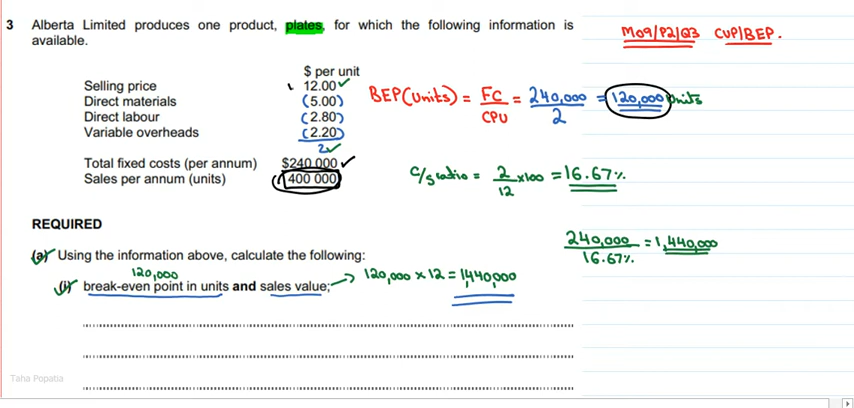 3 Alberta Limited produces one product, plates, for which the following information is
available.
M09/P2/Q3 CVP/BEP.
$ per unit
Selling price 12.00
Direct materials (5.00)
Direct labour (2.80)
Variable overheads (2.20)
2
BEP(Units) = FC/CPU = 240,000/2 = 120,000 units
Total fixed costs (per annum) $240 000
Sales per annum (units) 400 000
C/S ratio = 2/12 x100 = 16.67%
REQUIRED
240,000/16.67% = 1,440,000
(a) Using the information above, calculate the following:
120,000
(i) break-even point in units and sales value; → 120,000 x 12 = 1,440,000
Taha Popatia